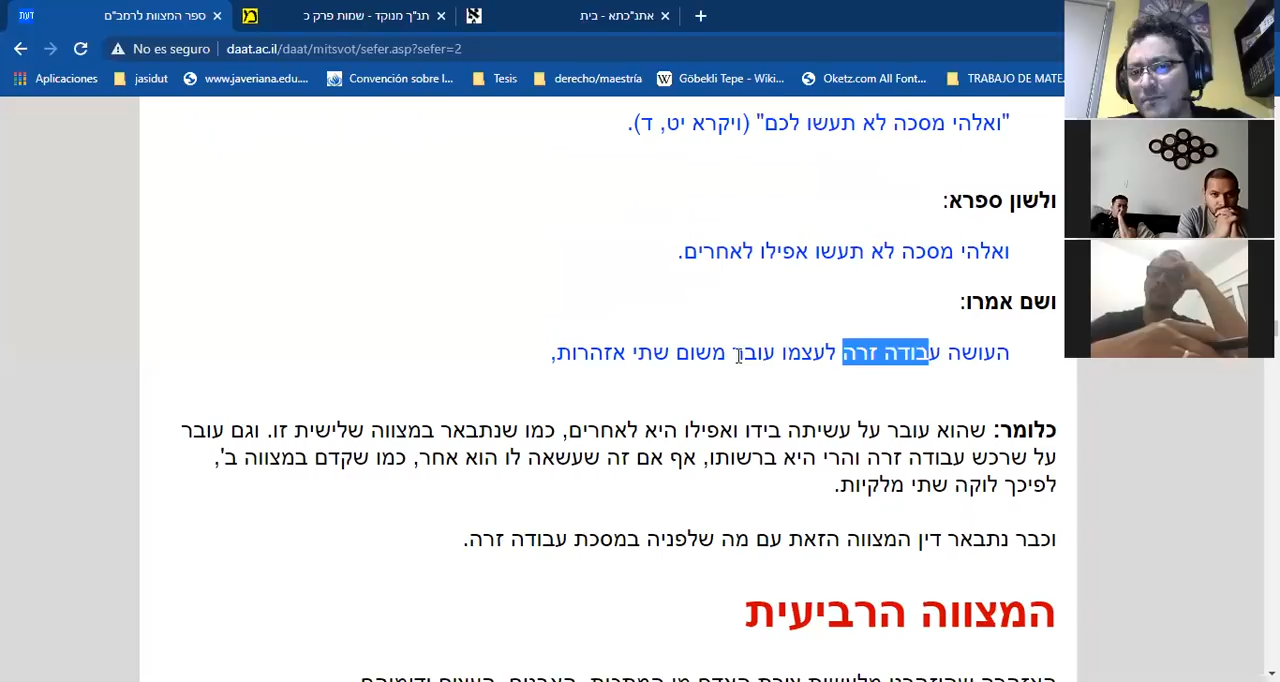 ספר המצוות לרמב"ם
תנ"ך מנוקד - שמות פרק כ
אתנ"כתא - בית
No es seguro
daat.ac.il/daat/mitsvot/sefer.asp?sefer=2
Aplicaciones
jasidut
www.javeriana.edu....
Convención sobre l...
Tesis
derecho/maestría
Göbekli Tepe - Wiki...
Oketz.com All Font...
TRABAJO DE MATE
"ואלהי מסכה לא תעשו לכם" (ויקרא יט, ד).
ולשון ספרא:
ואלהי מסכה לא תעשו אפילו לאחרים.
ושם אמרו:
העושה עבודה זרה לעצמו עובר משום שתי אזהרות,
כלומר: שהוא עובר על עשיתה בידו ואפילו היא לאחרים, כמו שנתבאר במצווה שלישית זו. וגם עובר
על שרכש עבודה זרה והרי היא ברשותו, אף אם זה שעשאה לו הוא אחר, כמו שקדם במצווה ב',
לפיכך לוקה שתי מלקיות.
וכבר נתבאר דין המצווה הזאת עם מה שלפניה במסכת עבודה זרה.
המצווה הרביעית